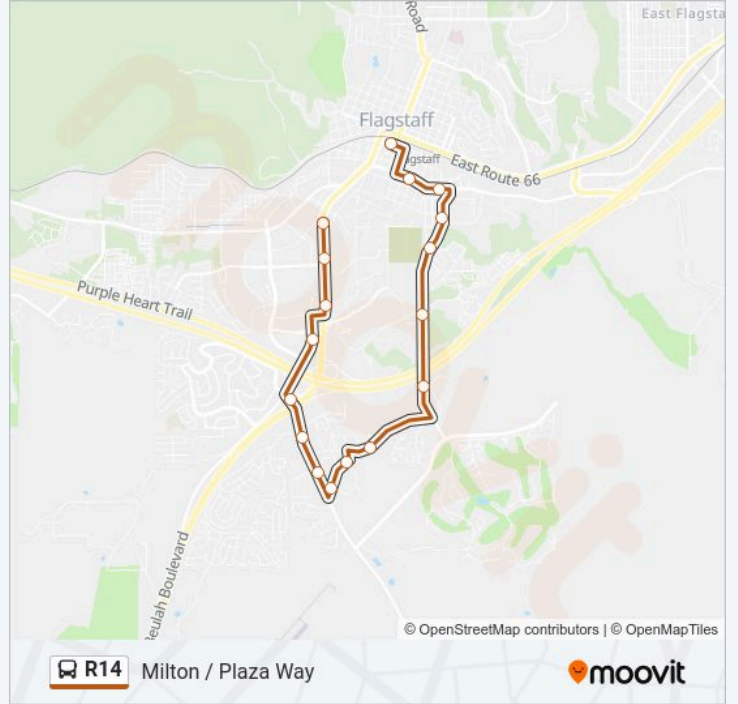 Road
East Flagsta
Flagstaff
agstaff
East Route 66
Purple Heart Trail
Beulah Boulevard
© OpenStreetMap contributors | © OpenMapTiles
R14 Milton / Plaza Way
moovit